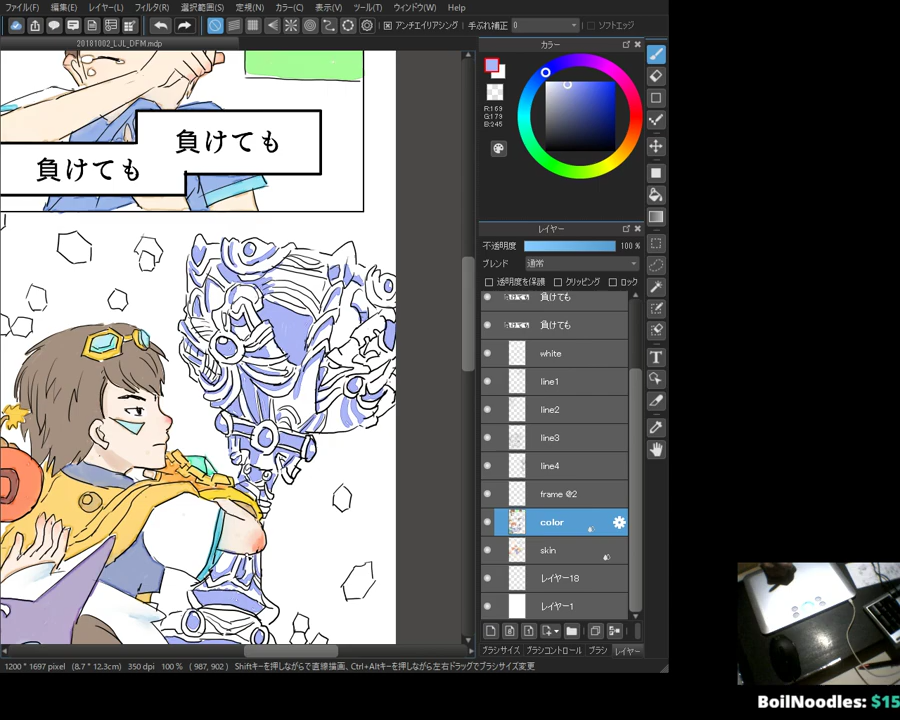 ファイル(F) 編集(E) レイヤー(L) フィルタ(R) 選択範囲(S) 定規(N) カラー(C) 表示(V) ツール(T) ウィンドウ(W) Help
アンチエイリアシング 手ぶれ補正 0 ソフトエッジ
20181002_LJL_DFM.mdp
カラー
R:169
G:179
B:245
負けても
負けても
レイヤー
不透明度 100 %
ブレンド 通常
透明度を保護 クリッピング ロック
負けても
負けても
white
line1
line2
line3
line4
frame @2
color
skin
レイヤー18
レイヤー1
ブラシサイズ ブラシコントロール ブラシ レイヤー
1200 * 1697 pixel (8.7 * 12.3cm) 350 dpi 100 % ( 987, 902 ) Shiftキーを押しながらで直線描画、Ctrl+Altキーを押しながら左右ドラッグでブラシサイズ変更
BoilNoodles: $15